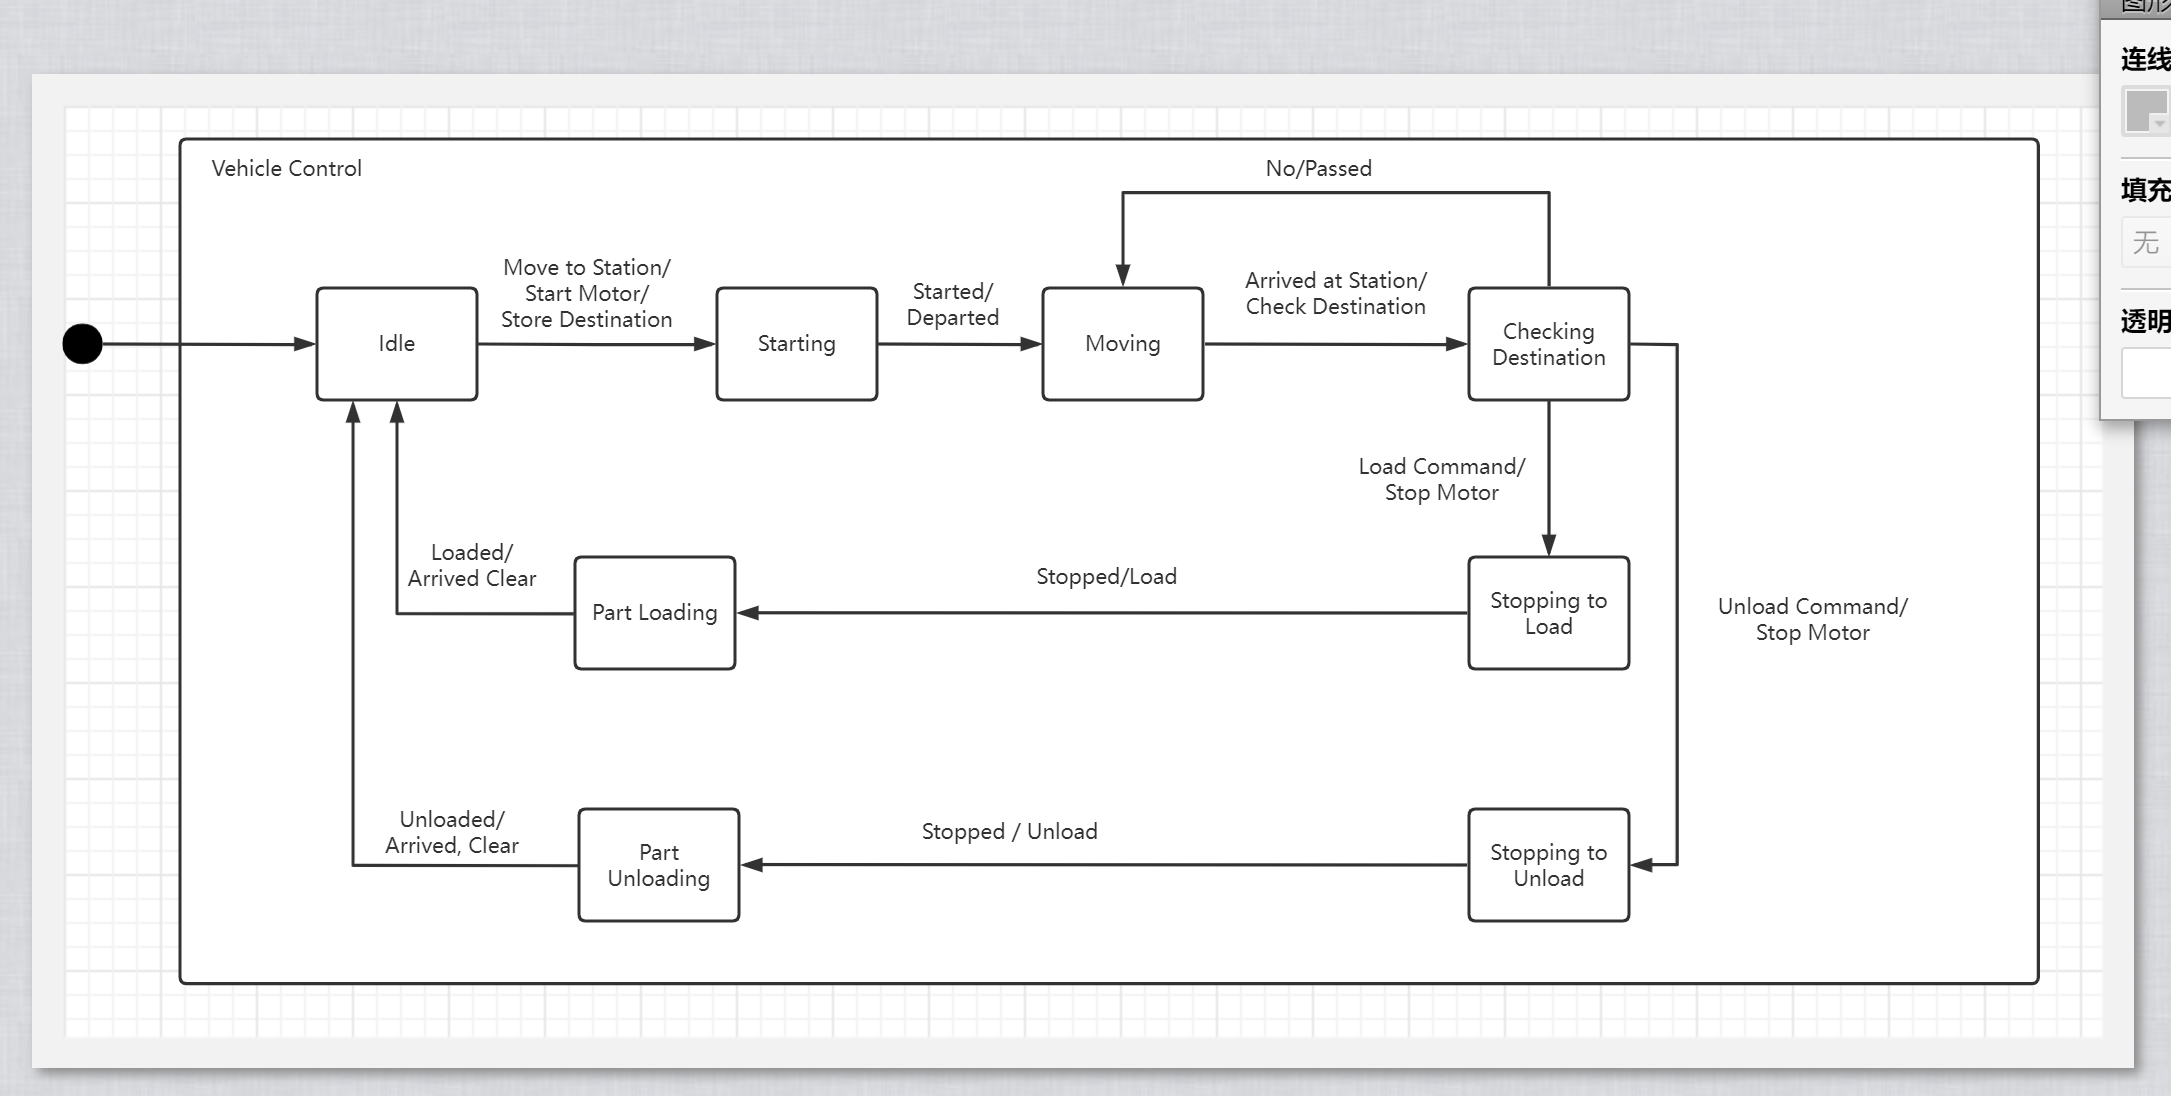 图形
连线
填充
无
透明
Vehicle Control
No/Passed
Move to Station/
Start Motor/
Store Destination
Started/
Departed
Arrived at Station/
Check Destination
Idle
Starting
Moving
Checking
Destination
Load Command/
Stop Motor
Loaded/
Arrived Clear
Part Loading
Stopped/Load
Stopping to
Load
Unload Command/
Stop Motor
Unloaded/
Arrived, Clear
Part
Unloading
Stopped / Unload
Stopping to
Unload